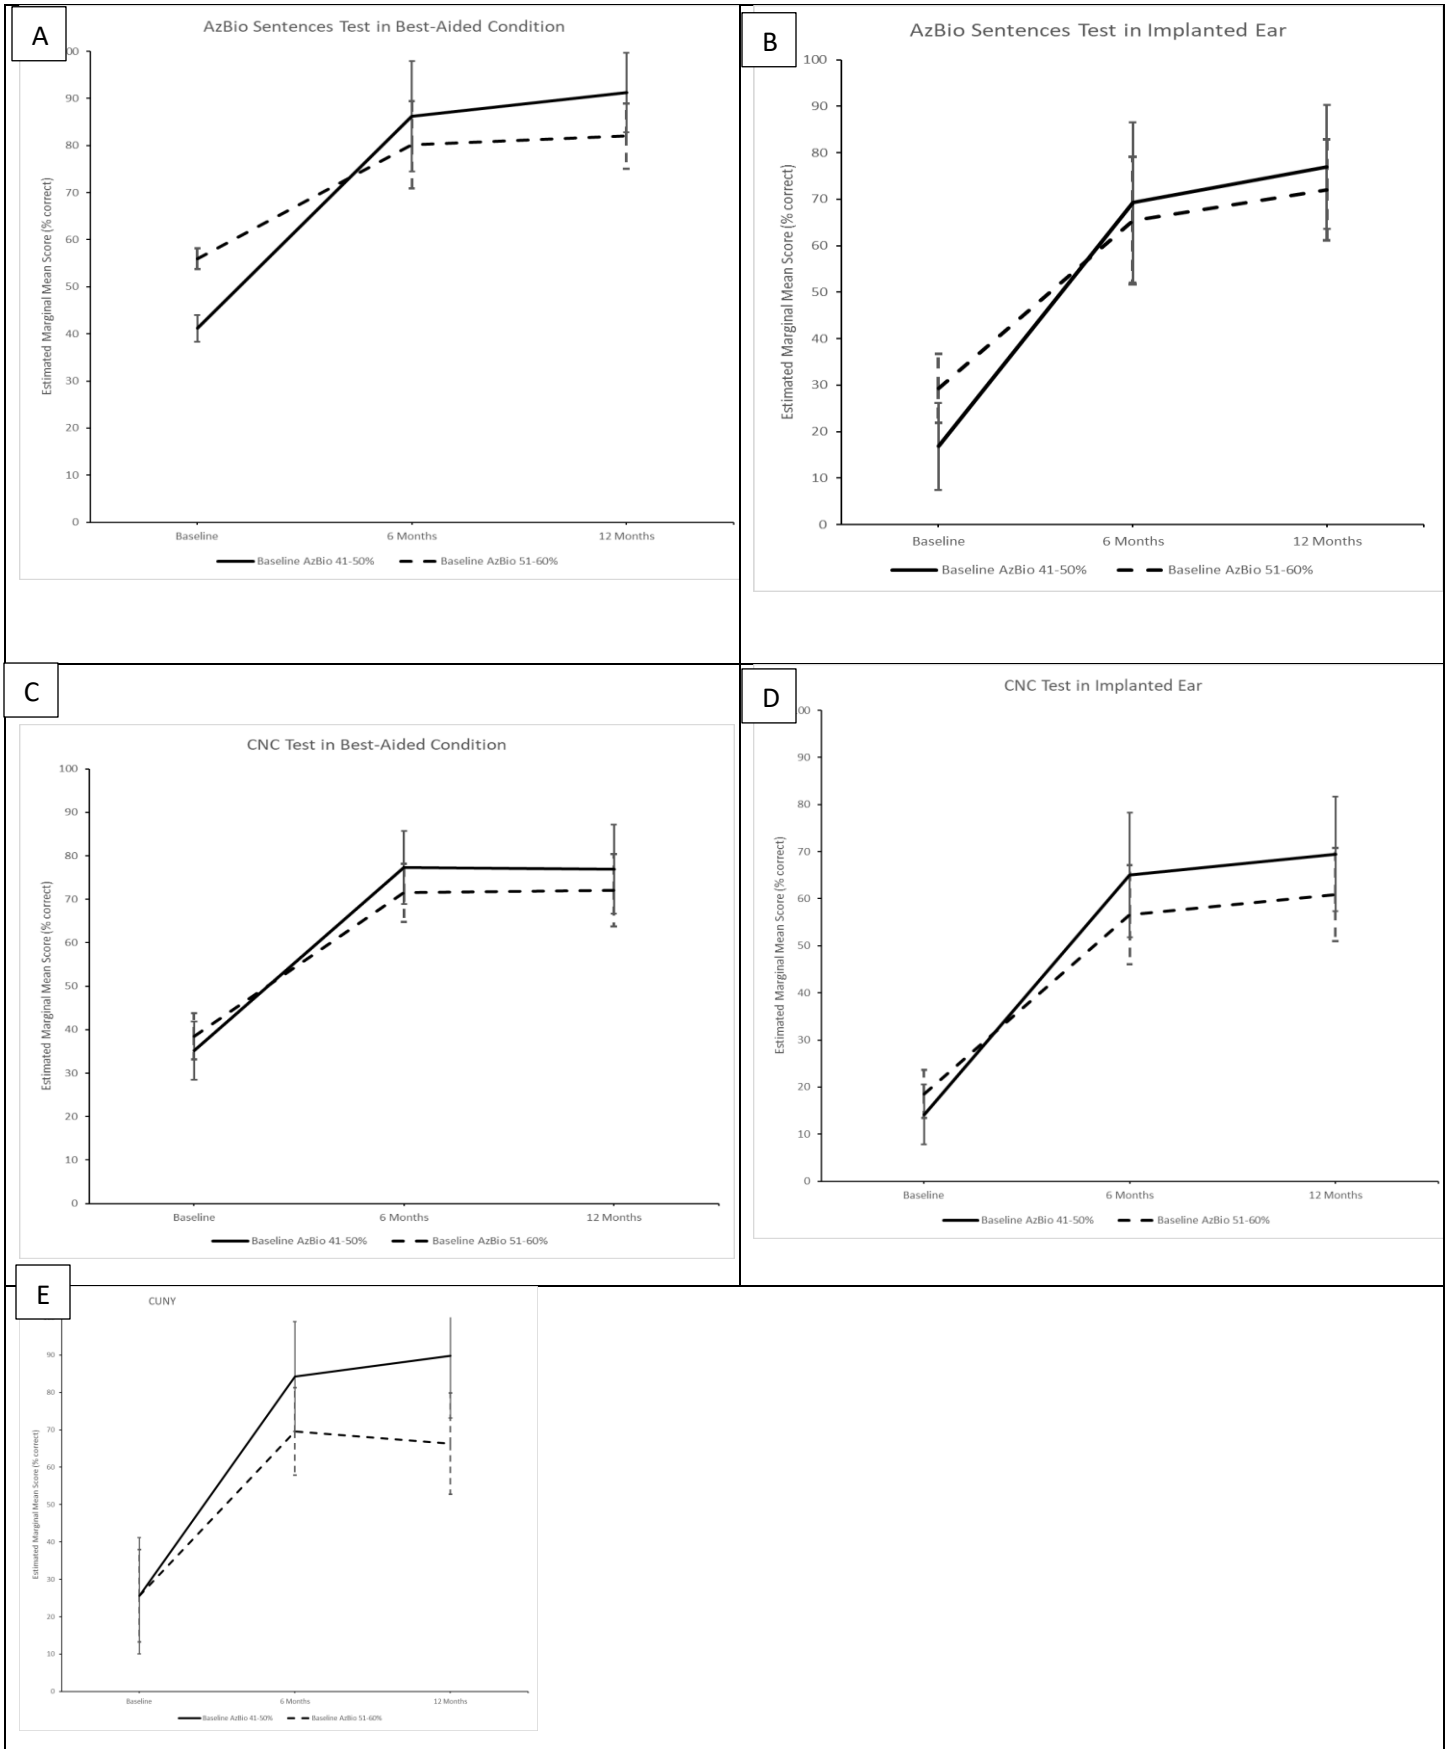 A
AzBio Sentences Test in Best-Aided Condition
Estimated Marginal Mean Score (% correct)
00
90
80
70
60
50
40
30
20
10
0
Baseline
6 Months
12 Months
Baseline AzBio 41-50%
Baseline AzBio 51-60%
B
AzBio Sentences Test in Implanted Ear
Estimated Marginal Mean Score (% correct)
100
90
80
70
60
50
40
30
20
10
0
Baseline
6 Months
12 Months
Baseline AzBio 41-50%
Baseline AzBio 51-60%
C
CNC Test in Best-Aided Condition
Estimated Marginal Mean Score (% correct)
100
90
80
70
60
50
40
30
20
10
0
Baseline
6 Months
12 Months
Baseline AzBio 41-50%
Baseline AzBio 51-60%
D
CNC Test in Implanted Ear
Estimated Marginal Mean Score (% correct)
00
90
80
70
60
50
40
30
20
10
0
Baseline
6 Months
12 Months
Baseline AzBio 41-50%
Baseline AzBio 51-60%
E
CUNY
Estimated Marginal Mean Score (% correct)
90
80
70
60
50
40
30
20
10
0
Baseline
6 Months
12 Months
Baseline AzBio 41-50%
Baseline AzBio 51-60%